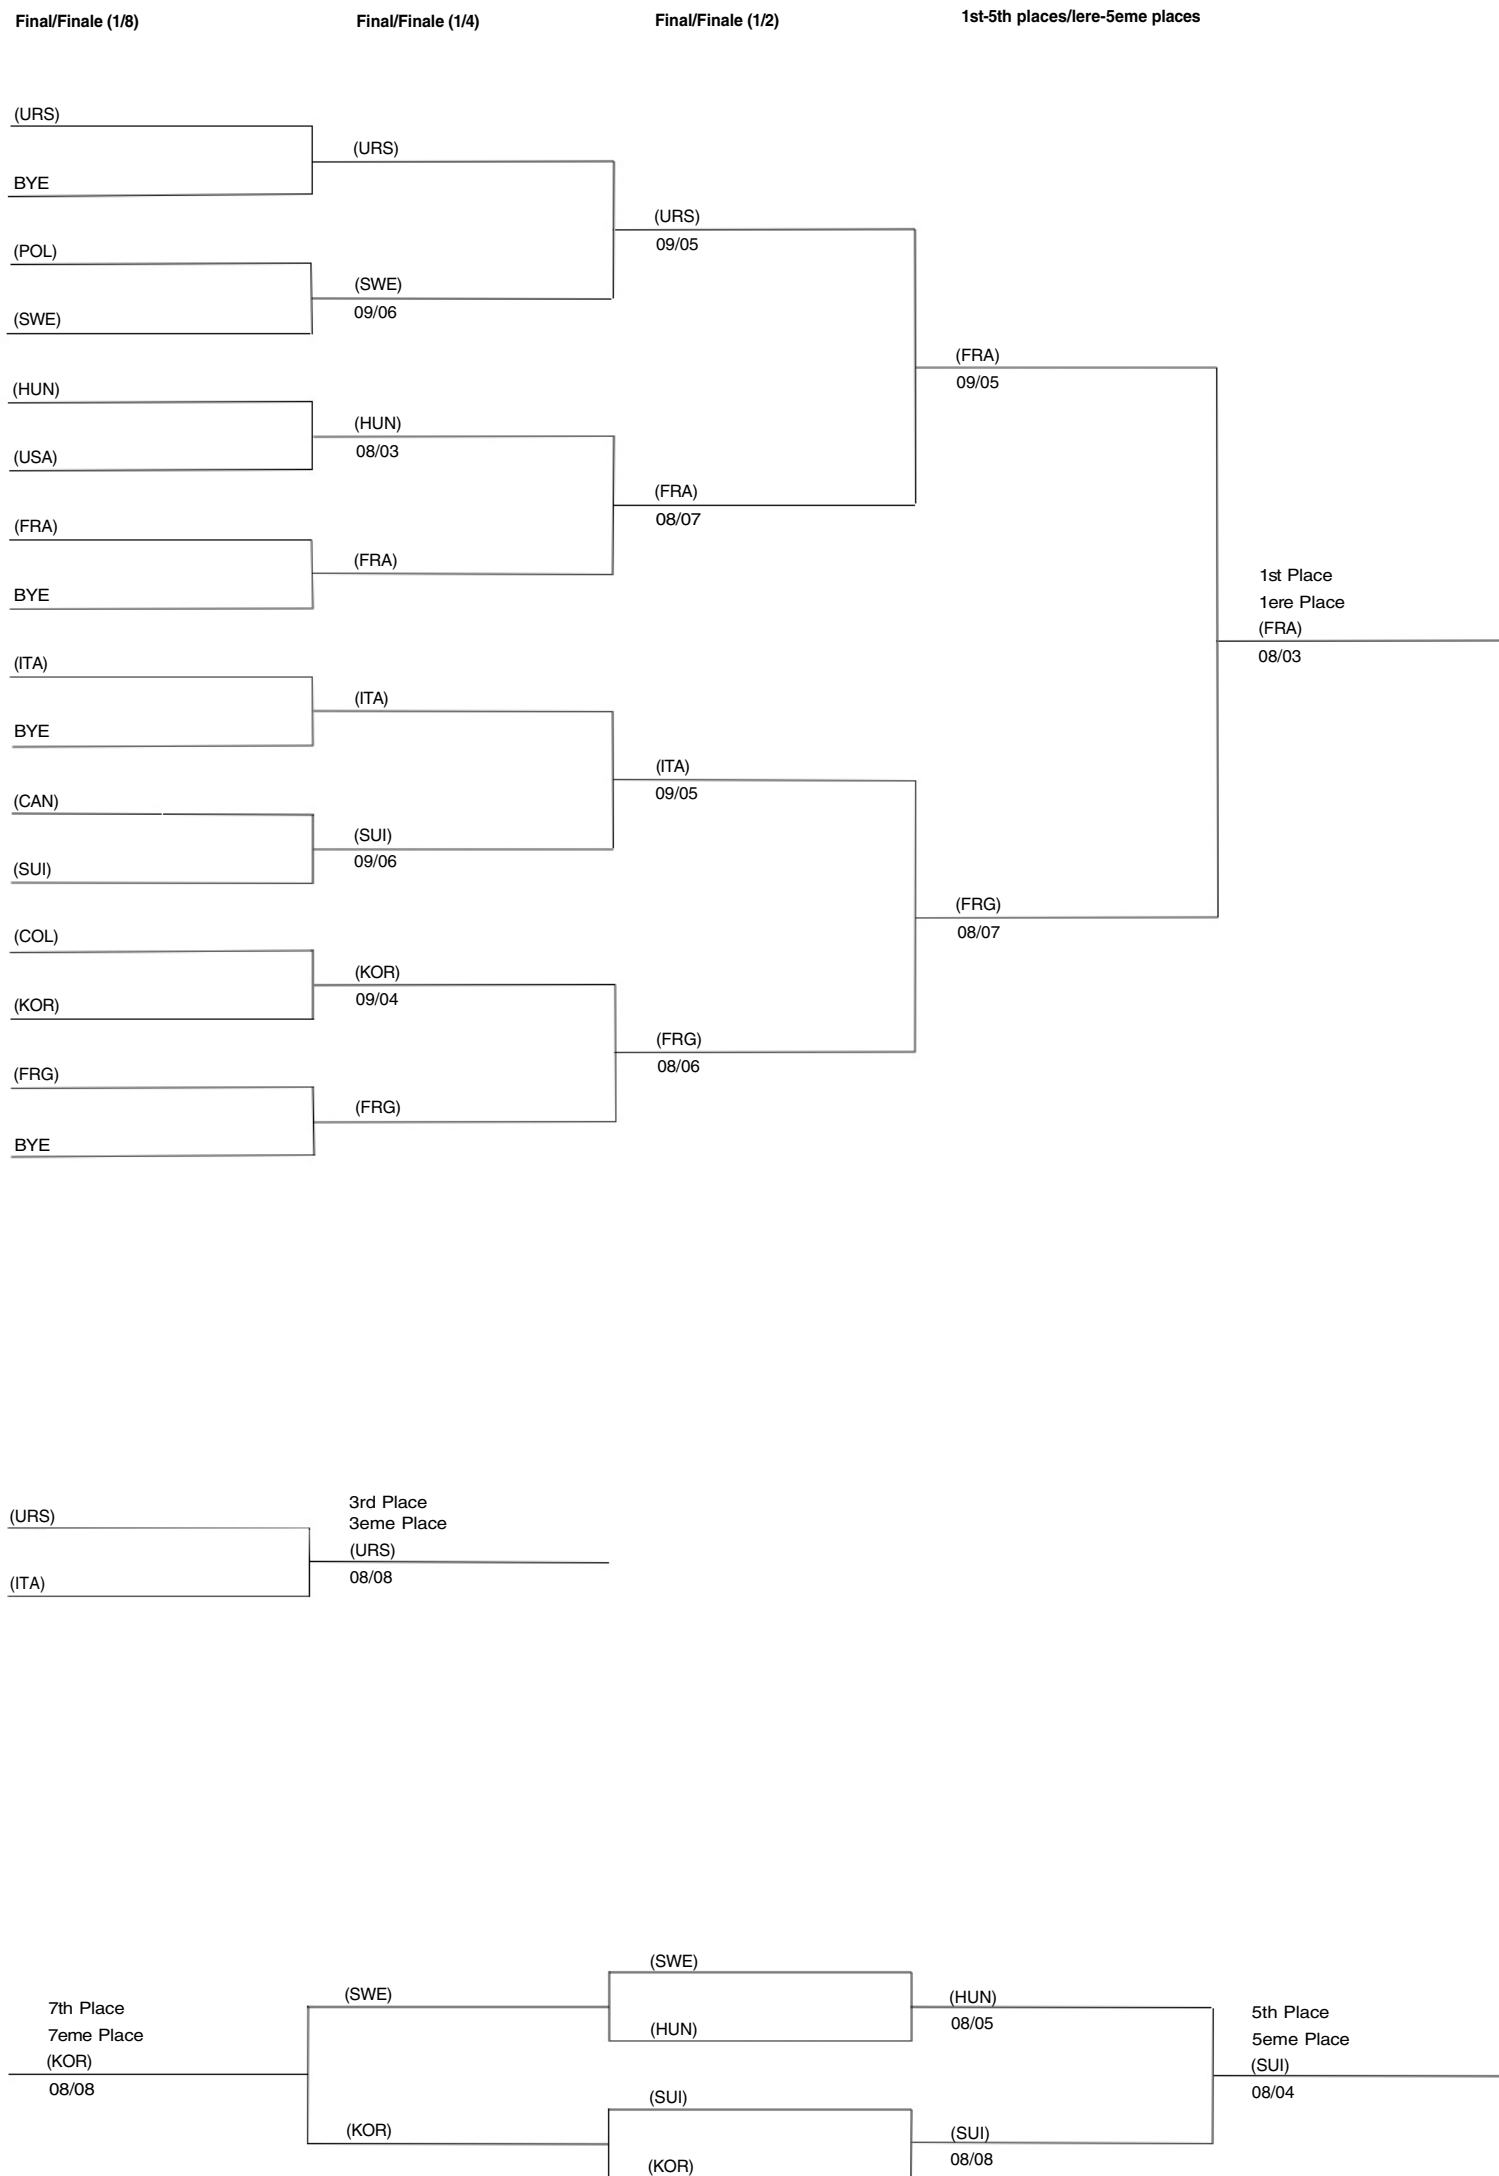 Final/Finale (1/8)
Final/Finale (1/4)
Final/Finale (1/2)
1st-5th places/lere-5eme places
(URS)
BYE
(POL)
(SWE)
(HUN)
(USA)
(FRA)
BYE
(ITA)
BYE
(CAN)
(SUI)
(COL)
(KOR)
(FRG)
BYE
(URS)
(SWE)
09/06
(HUN)
08/03
(FRA)
(ITA)
(SUI)
09/06
(KOR)
09/04
(FRG)
(URS)
09/05
(FRA)
08/07
(ITA)
09/05
(FRG)
08/06
(FRA)
09/05
(FRG)
08/07
1st Place
1ere Place
(FRA)
08/03
(URS)
(ITA)
3rd Place
3eme Place
(URS)
08/08
7th Place
7eme Place
(KOR)
08/08
(SWE)
(KOR)
(SWE)
(HUN)
(SUI)
(KOR)
(HUN)
08/05
(SUI)
08/08
5th Place
5eme Place
(SUI)
08/04